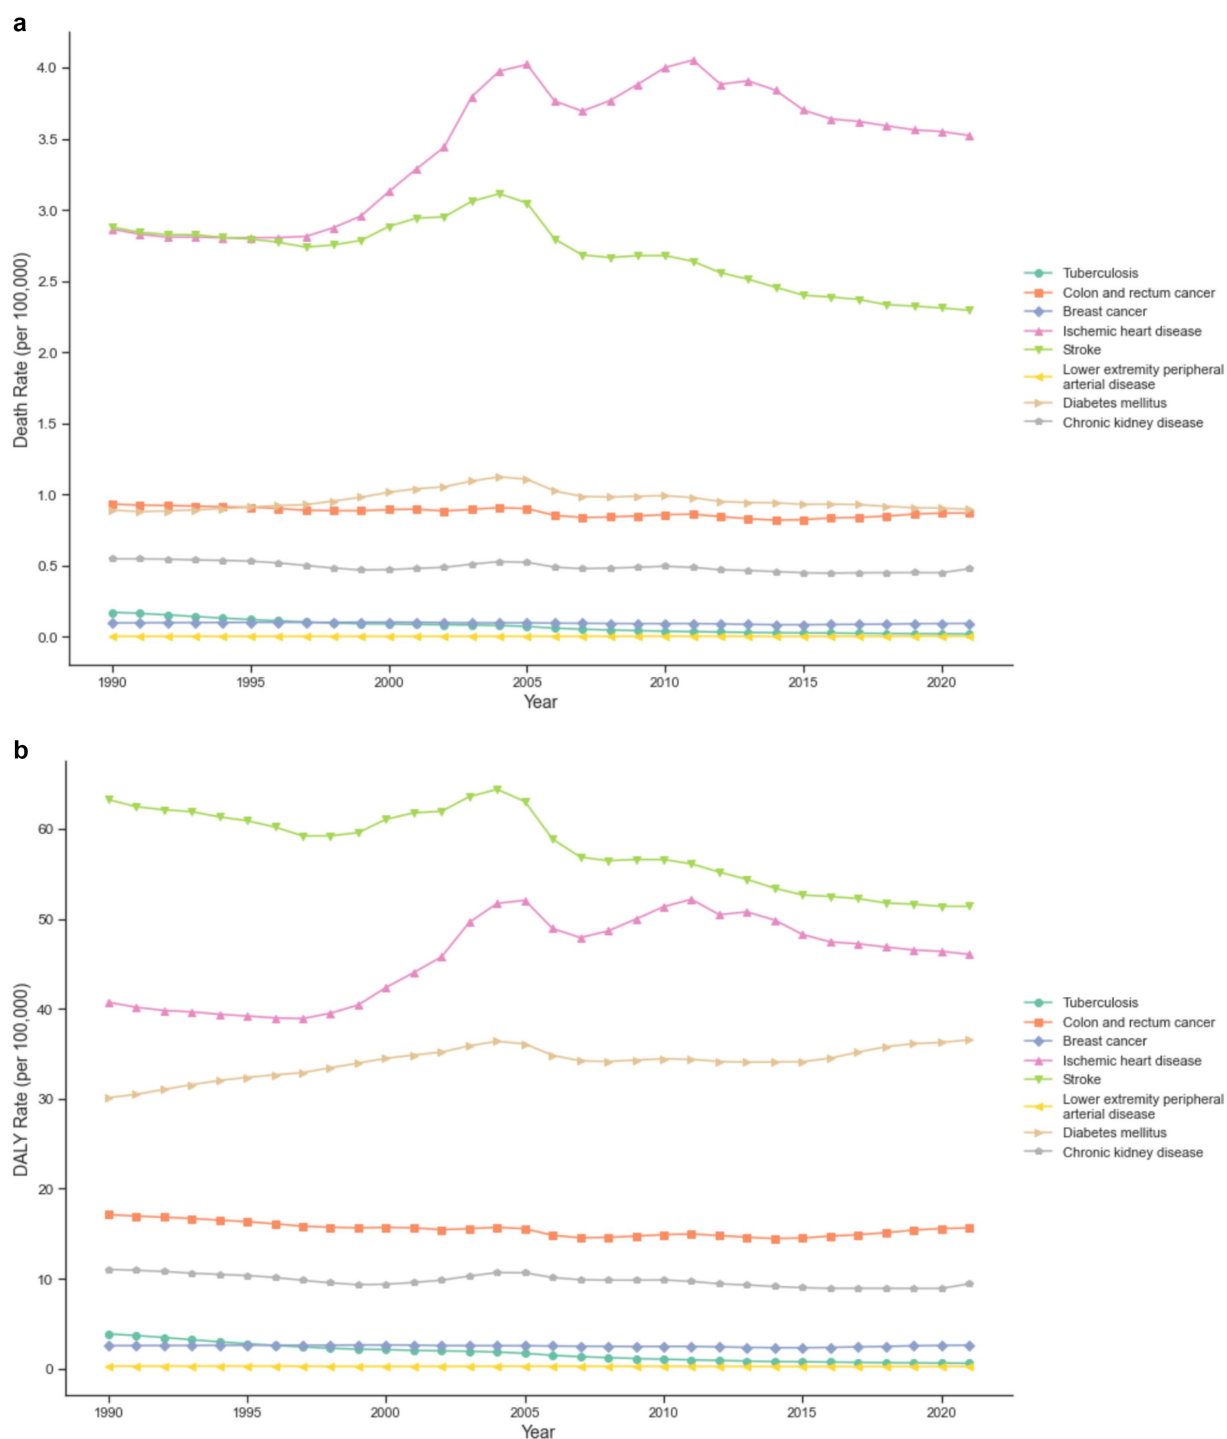 a
4.0
3.5
3.0
2.5
2.0
1.5
1.0
0.5
0.0
Death Rate (per 100,000)
1990 1995 2000 2005 2010 2015 2020
Year
Tuberculosis
Colon and rectum cancer
Breast cancer
Ischemic heart disease
Stroke
Lower extremity peripheral
arterial disease
Diabetes mellitus
Chronic kidney disease
b
60
50
40
30
20
10
0
DALY Rate (per 100,000)
1990 1995 2000 2005 2010 2015 2020
Year
Tuberculosis
Colon and rectum cancer
Breast cancer
Ischemic heart disease
Stroke
Lower extremity peripheral
arterial disease
Diabetes mellitus
Chronic kidney disease